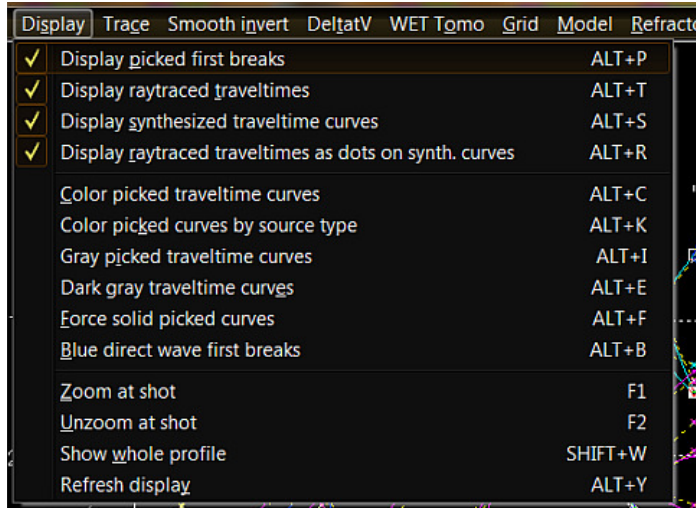 Display Trace Smooth invert DeltatV WET Tomo Grid Model Refracto
Display picked first breaks ALT+P
Display raytraced traveltimes ALT+T
Display synthesized traveltime curves ALT+S
Display raytraced traveltimes as dots on synth. curves ALT+R
Color picked traveltime curves ALT+C
Color picked curves by source type ALT+K
Gray picked traveltime curves ALT+I
Dark gray traveltime curves ALT+E
Force solid picked curves ALT+F
Blue direct wave first breaks ALT+B
Zoom at shot F1
Unzoom at shot F2
Show whole profile SHIFT+W
Refresh display ALT+Y